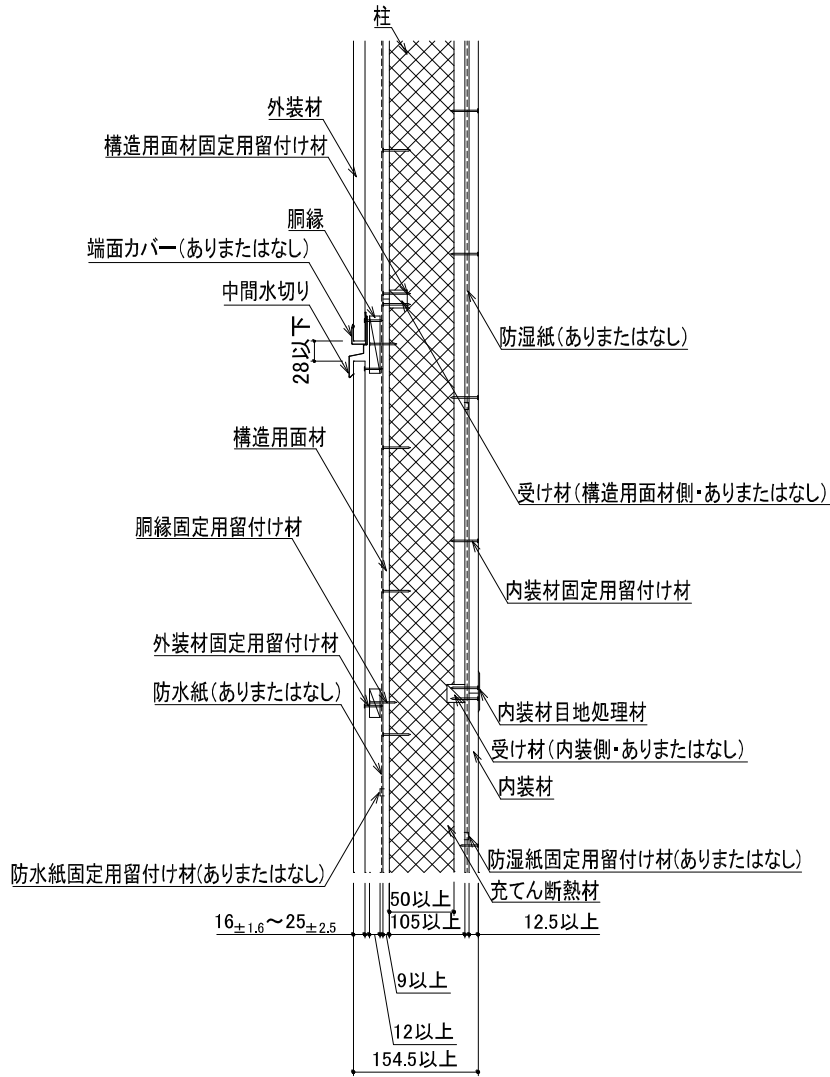 柱
外装材
構造用面材固定用留付け材
胴縁
端面カバー(ありまたはなし)
中間水切り
28以下
防湿紙(ありまたはなし)
構造用面材
受け材(構造用面材側・ありまたはなし)
胴縁固定用留付け材
内装材固定用留付け材
外装材固定用留付け材
防水紙(ありまたはなし)
内装材目地処理材
受け材(内装側・ありまたはなし)
内装材
防湿紙固定用留付け材(ありまたはなし)
防水紙固定用留付け材(ありまたはなし)
充てん断熱材
50以上
16±1.6～25±2.5
105以上
12.5以上
9以上
12以上
154.5以上